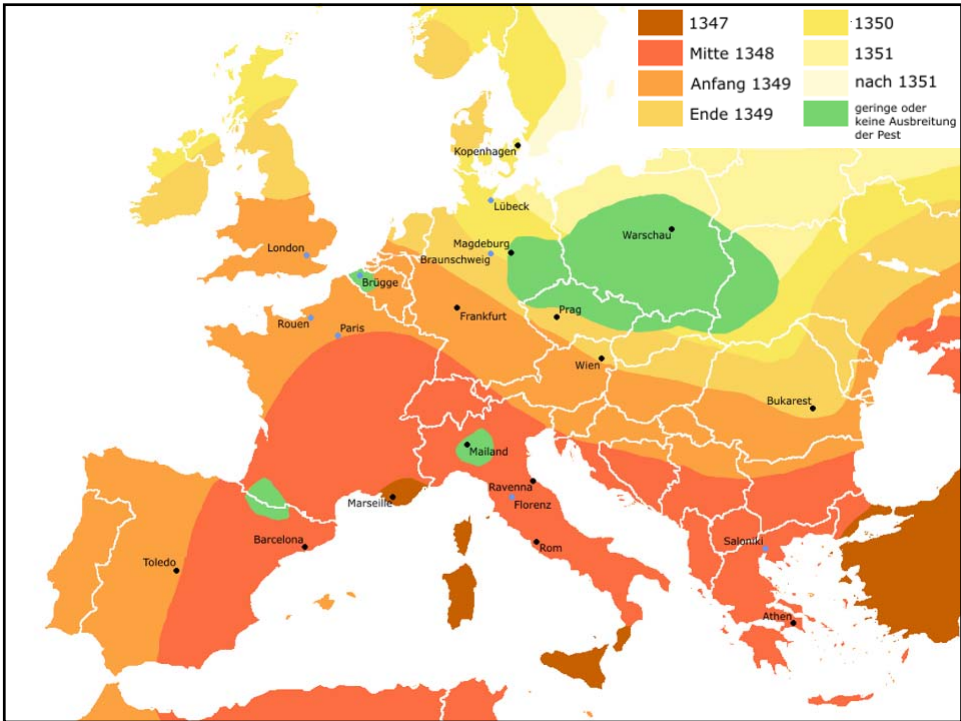 1347
Mitte 1348
Anfang 1349
Ende 1349
1350
1351
nach 1351
geringe oder
keine Ausbreitung
der Pest
Kopenhagen
Lübeck
Warschau
Magdeburg
Braunschweig
London
Brügge
Rouen
Paris
Frankfurt
Prag
Wien
Bukarest
Mailand
Ravenna
Florenz
Marseille
Barcelona
Rom
Toledo
Saloniki
Athen